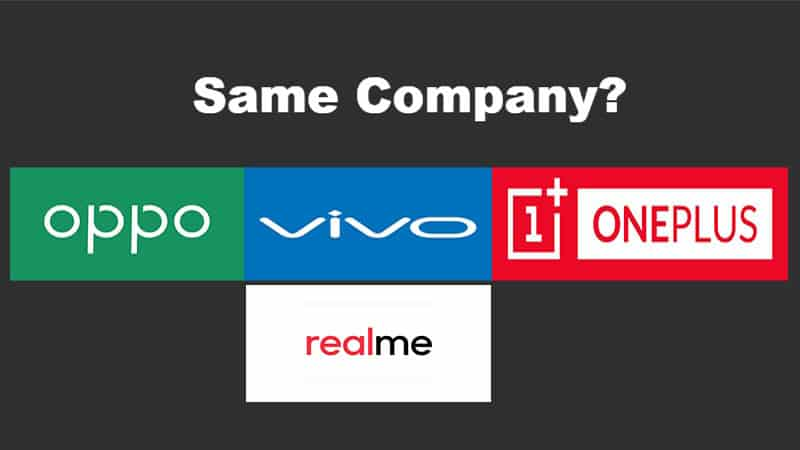 Same Company?
oppo
vivo
1+ ONEPLUS
realme